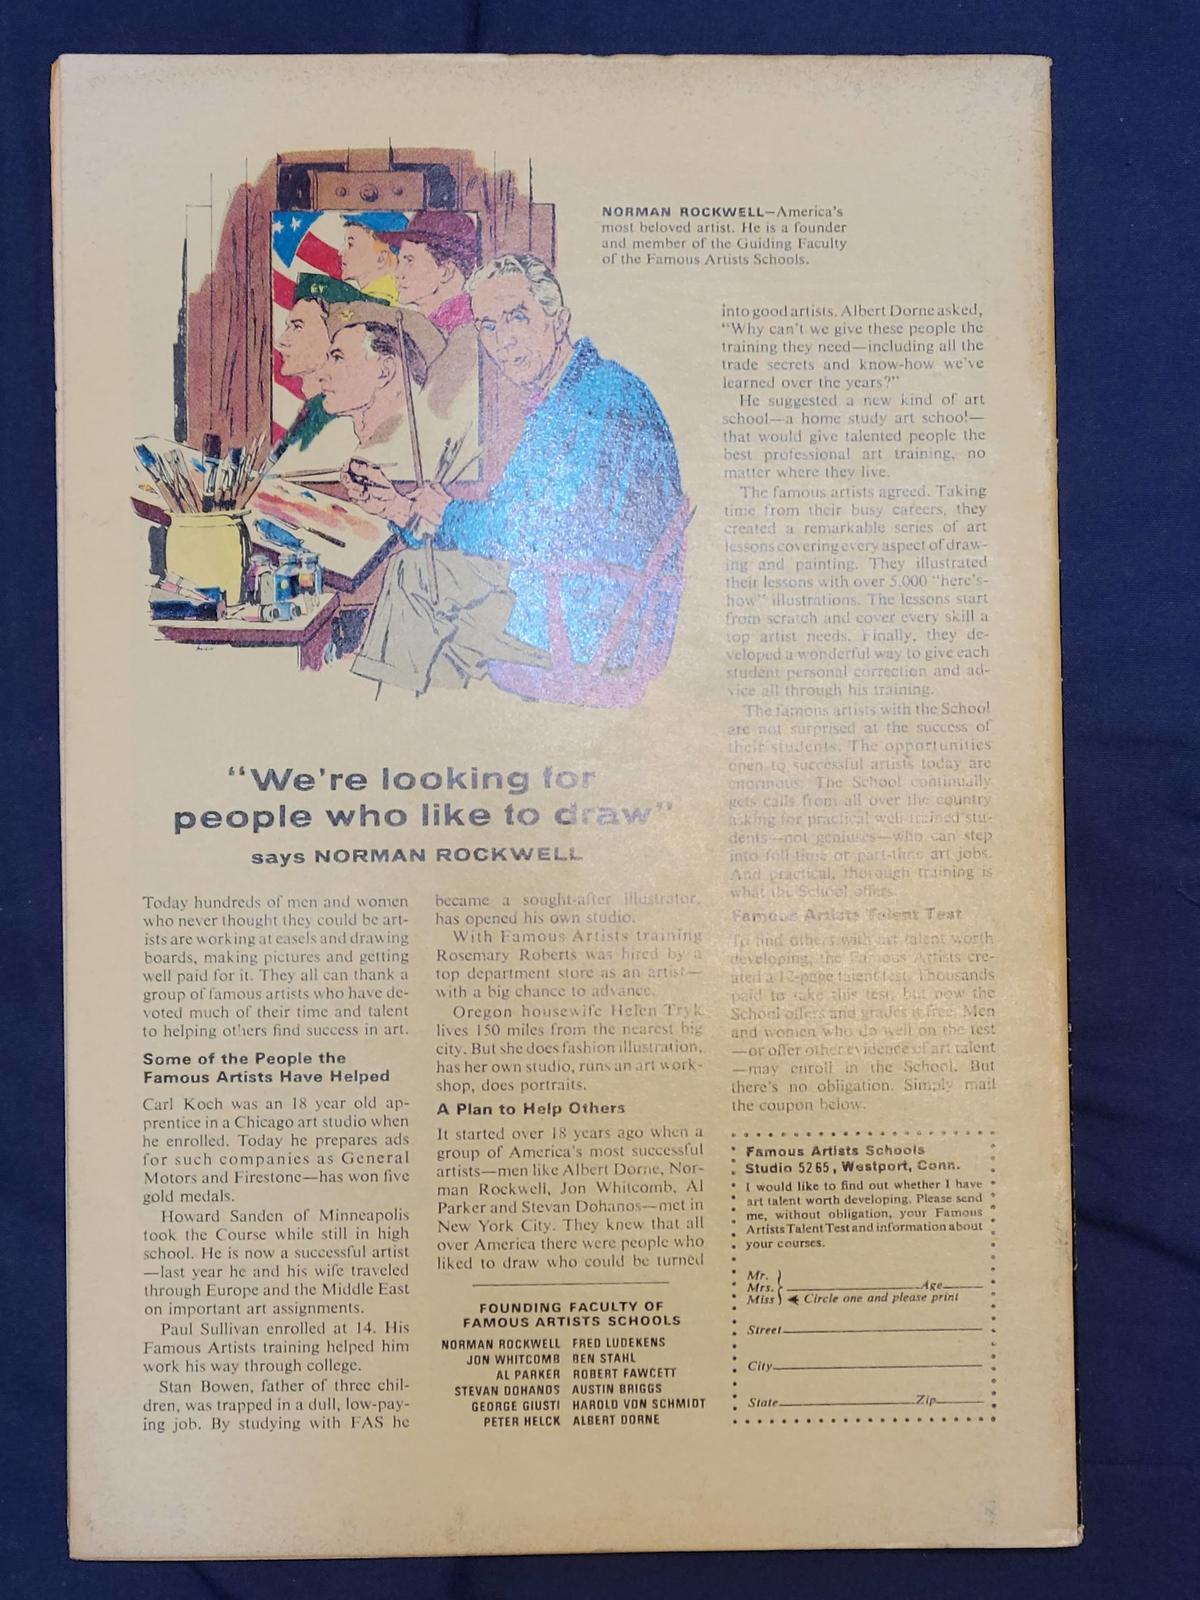 NORMAN ROCKWELL—America's
most beloved artist. He is a founder
and member of the Guiding Faculty
of the Famous Artists Schools.
"We're looking for
people who like to draw"
says NORMAN ROCKWELL
Today hundreds of men and women
who never thought they could be art-
ists are working at easels and drawing
boards, making pictures and getting
well paid for it. They all can thank a
group of famous artists who have de-
voted much of their time and talent
to helping others find success in art.
Some of the People the
Famous Artists Have Helped
Carl Koch was an 18 year old ap-
prentice in a Chicago art studio when
he enrolled. Today he prepares ads
for such companies as General
Motors and Firestone—has won five
gold medals.
Howard Sanden of Minneapolis
took the Course while still in high
school. He is now a successful artist
—last year he and his wife traveled
through Europe and the Middle East
on important art assignments.
Paul Sullivan enrolled at 14. His
Famous Artists training helped him
work his way through college.
Stan Bowen, father of three chil-
dren, was trapped in a dull, low-pay-
ing job. By studying with FAS he
became a sought-after illustrator,
has opened his own studio.
With Famous Artists training
Rosemary Roberts was hired by a
top department store as an artist—
with a big chance to advance.
Oregon housewife Helen Tryk
lives 150 miles from the nearest big
city. But she does fashion illustration,
has her own studio, runs an art work-
shop, does portraits.
A Plan to Help Others
It started over 18 years ago when a
group of America's most successful
artists—men like Albert Dorne, Nor-
man Rockwell, Jon Whitcomb, Al
Parker and Stevan Dohanos—met in
New York City. They knew that all
over America there were people who
liked to draw who could be turned
FOUNDING FACULTY OF
FAMOUS ARTISTS SCHOOLS
NORMAN ROCKWELL FRED LUDEKENS
JON WHITCOMB BEN STAHL
AL PARKER ROBERT FAWCETT
STEVAN DOHANOS AUSTIN BRIGGS
GEORGE GIUSTI HAROLD VON SCHMIDT
PETER HELCK ALBERT DORNE
into good artists. Albert Dorne asked,
"Why can't we give these people the
training they need—including all the
trade secrets and know-how we've
learned over the years?"
He suggested a new kind of art
school—a home study art school—
that would give talented people the
best professional art training, no
matter where they live.
The famous artists agreed. Taking
time from their busy careers, they
created a remarkable series of art
lessons covering every aspect of draw-
ing and painting. They illustrated
their lessons with over 5,000 "here's-
how" illustrations. The lessons start
from scratch and cover every skill a
top artist needs. Finally, they de-
veloped a wonderful way to give each
student personal correction and ad-
vice all through his training.
The famous artists with the School
are not surprised at the success of
their students. The opportunities
open to successful artists today are
enormous. The School continually
gets calls from all over the country
asking for practical well-trained stu-
dents—not geniuses—who can step
into full-time or part-time art jobs.
And practical, thorough training is
what the School offers.
Famous Artists Talent Test
To find others with art talent worth
developing, the Famous Artists cre-
ated a 12-page talent test. Thousands
paid to take this test, but now the
School offers and grades it free. Men
and women who do well on the test
—or offer other evidence of art talent
—may enroll in the School. But
there's no obligation. Simply mail
the coupon below.
Famous Artists Schools
Studio 5265, Westport, Conn.
I would like to find out whether I have
art talent worth developing. Please send
me, without obligation, your Famous
Artists Talent Test and information about
your courses.
Mr.
Mrs. Age
Miss Circle one and please print
Street
City
State Zip